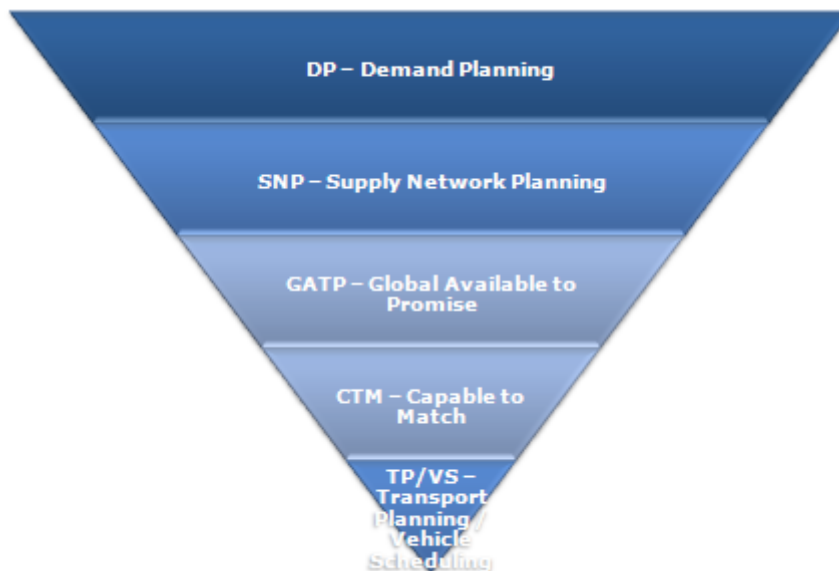 DP – Demand Planning
SNP – Supply Network Planning
GATP – Global Available to
Promise
CTM – Capable to
Match
TP/VS –
Transport
Planning /
Vehicle
Scheduling